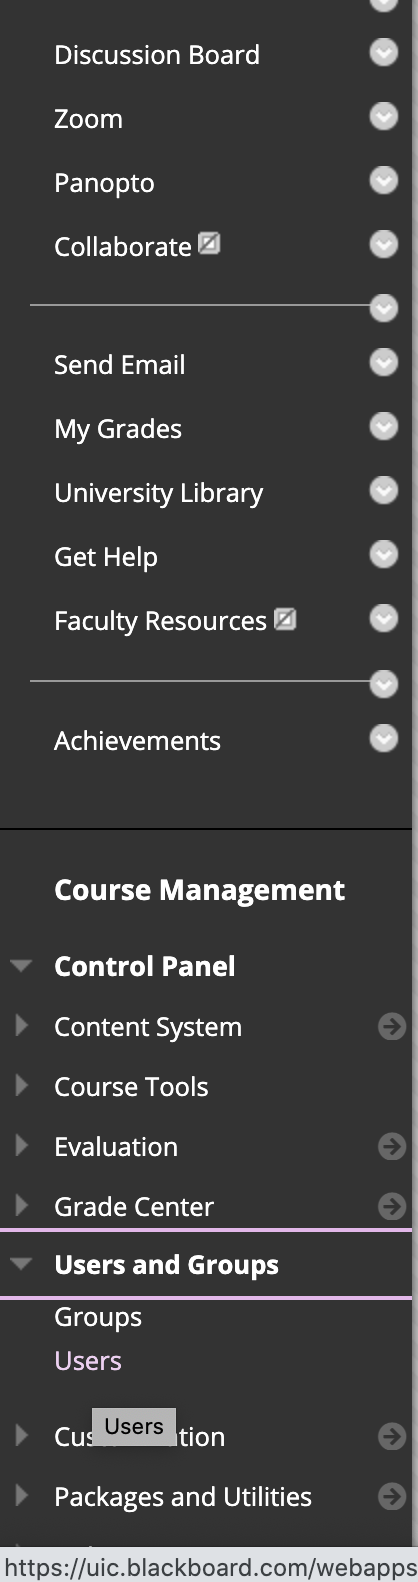 Discussion Board
Zoom
Panopto
Collaborate
Send Email
My Grades
University Library
Get Help
Faculty Resources
Achievements
Course Management
Control Panel
Content System
Course Tools
Evaluation
Grade Center
Users and Groups
Groups
Users
Users
Packages and Utilities
https://uic.blackboard.com/webapps